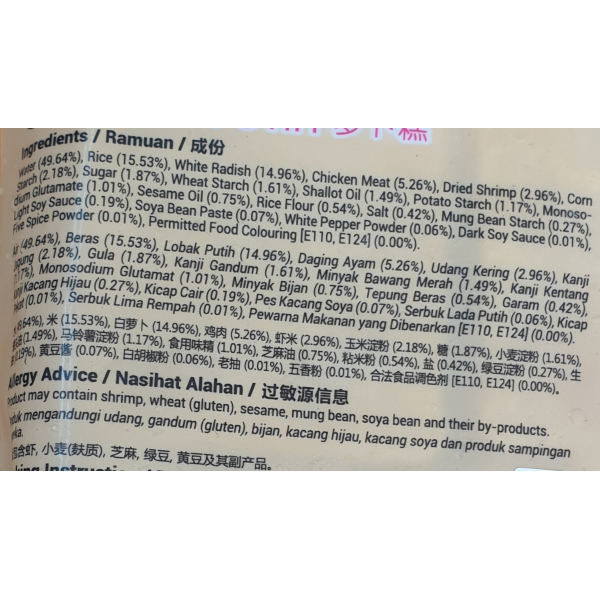 萝卜糕
Ingredients / Ramuan / 成份
Water (49.64%), Rice (15.53%), White Radish (14.96%), Chicken Meat (5.26%), Dried Shrimp (2.96%), Corn
Starch (2.18%), Sugar (1.87%), Wheat Starch (1.61%), Shallot Oil (1.49%), Potato Starch (1.17%), Monoso-
dium Glutamate (1.01%), Sesame Oil (0.75%), Rice Flour (0.54%), Salt (0.42%), Mung Bean Starch (0.27%),
Light Soy Sauce (0.19%), Soya Bean Paste (0.07%), White Pepper Powder (0.06%), Dark Soy Sauce (0.01%),
Five Spice Powder (0.01%), Permitted Food Colouring [E110, E124] (0.00%).
Air (49.64%), Beras (15.53%), Lobak Putih (14.96%), Daging Ayam (5.26%), Udang Kering (2.96%), Kanji
Jagung (2.18%), Gula (1.87%), Kanji Gandum (1.61%), Minyak Bawang Merah (1.49%), Kanji Kentang
(1.17%), Monosodium Glutamat (1.01%), Minyak Bijan (0.75%), Tepung Beras (0.54%), Garam (0.42%),
Kanji Kacang Hijau (0.27%), Kicap Cair (0.19%), Pes Kacang Soya (0.07%), Serbuk Lada Putih (0.06%), Kicap
Pekat (0.01%), Serbuk Lima Rempah (0.01%), Pewarna Makanan yang Dibenarkan [E110, E124] (0.00%).
(49.64%), 米 (15.53%), 白萝卜 (14.96%), 鸡肉 (5.26%), 虾米 (2.96%), 玉米淀粉 (2.18%), 糖 (1.87%), 小麦淀粉 (1.61%),
(1.49%), 马铃薯淀粉 (1.17%), 食用味精 (1.01%), 芝麻油 (0.75%), 粘米粉 (0.54%), 盐 (0.42%), 绿豆淀粉 (0.27%), 生
(0.19%), 黄豆酱 (0.07%), 白胡椒粉 (0.06%), 老抽 (0.01%), 五香粉 (0.01%), 合法食品调色剂 [E110, E124] (0.00%)。
Allergy Advice / Nasihat Alahan / 过敏源信息
Product may contain shrimp, wheat (gluten), sesame, mung bean, soya bean and their by-products.
mengandungi udang, gandum (gluten), bijan, kacang hijau, kacang soya dan produk sampingan
包含虾, 小麦(麸质), 芝麻, 绿豆, 黄豆及其副产品。